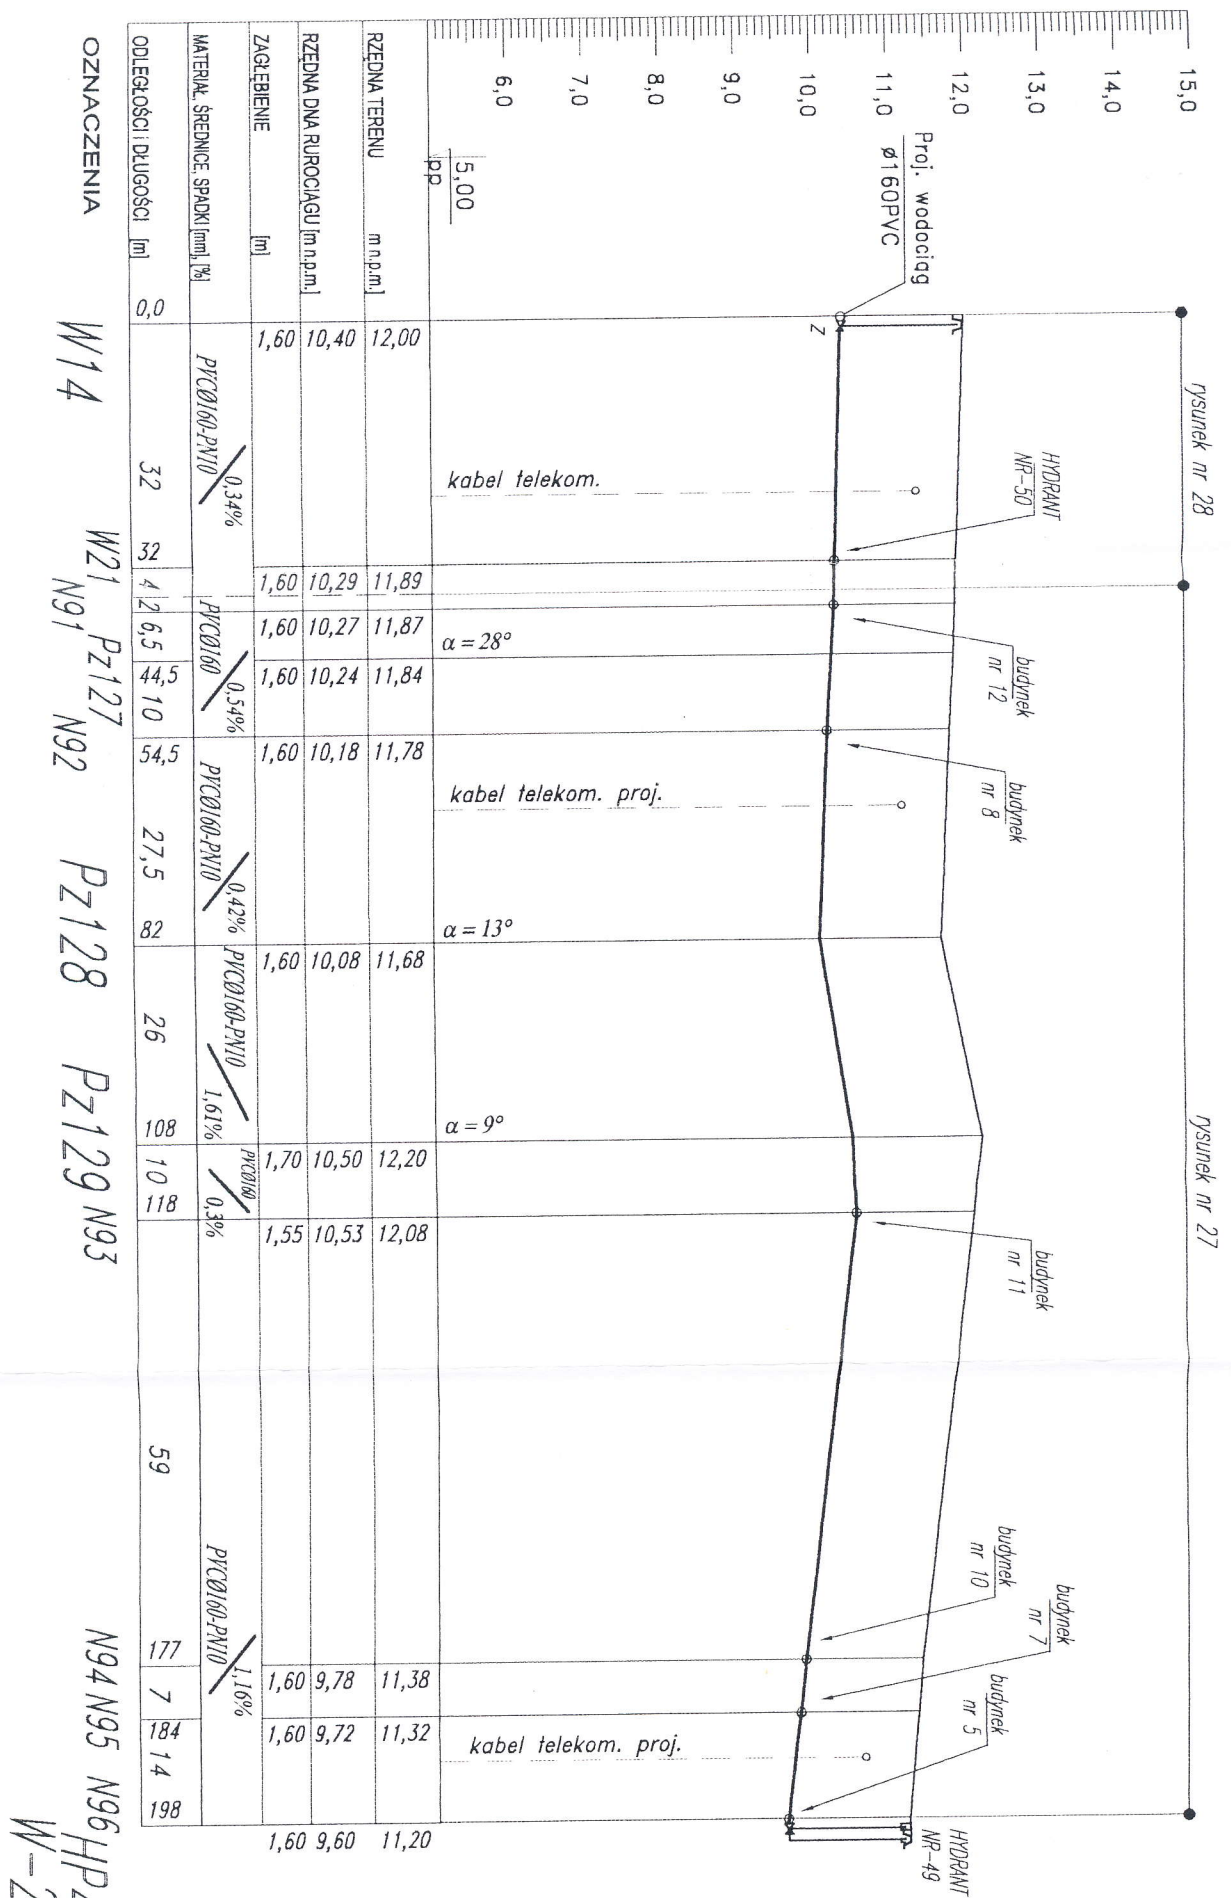 rysunek nr 28
rysunek nr 27
15,0
14,0
13,0
12,0
11,0
10,0
9,0
8,0
7,0
6,0
5,00
pp
Proj. wodociąg
ø160PVC
Z
HYDRANT
NR-50
budynek
nr 12
budynek
nr 8
budynek
nr 11
budynek
nr 10
budynek
nr 7
budynek
nr 5
HYDRANT
NR-49
kabel telekom.
α = 28°
kabel telekom. proj.
α = 13°
α = 9°
kabel telekom. proj.
RZĘDNA TERENU m n.p.m.]
12,00 11,89 11,87 11,84 11,78 11,68 12,20 12,08 11,38 11,32 11,20
RZĘDNA DNA RUROCIĄGU [m n.p.m.]
10,40 10,29 10,27 10,24 10,18 10,08 10,50 10,53 9,78 9,72 9,60
ZAGŁĘBIENIE [m]
1,60 1,60 1,60 1,60 1,60 1,60 1,70 1,55 1,60 1,60 1,60
MATERIAŁ, ŚREDNICE, SPADKI [mm], [%]
PVCØ160-PN10 0,34%
PVCØ160 0,54%
PVCØ160-PN10 0,42%
PVCØ160-PN10 1,61%
PVCØ160 0,3%
PVCØ160-PN10 1,16%
ODLEGŁOŚCI i DŁUGOŚCI [m]
0,0 32 32 4 2 6,5 44,5 10 54,5 27,5 82 26 108 10 118 59 177 7 184 14 198
OZNACZENIA
W14 W21 N91 Pz127 N92 Pz128 Pz129 N93 N94 N95 N96